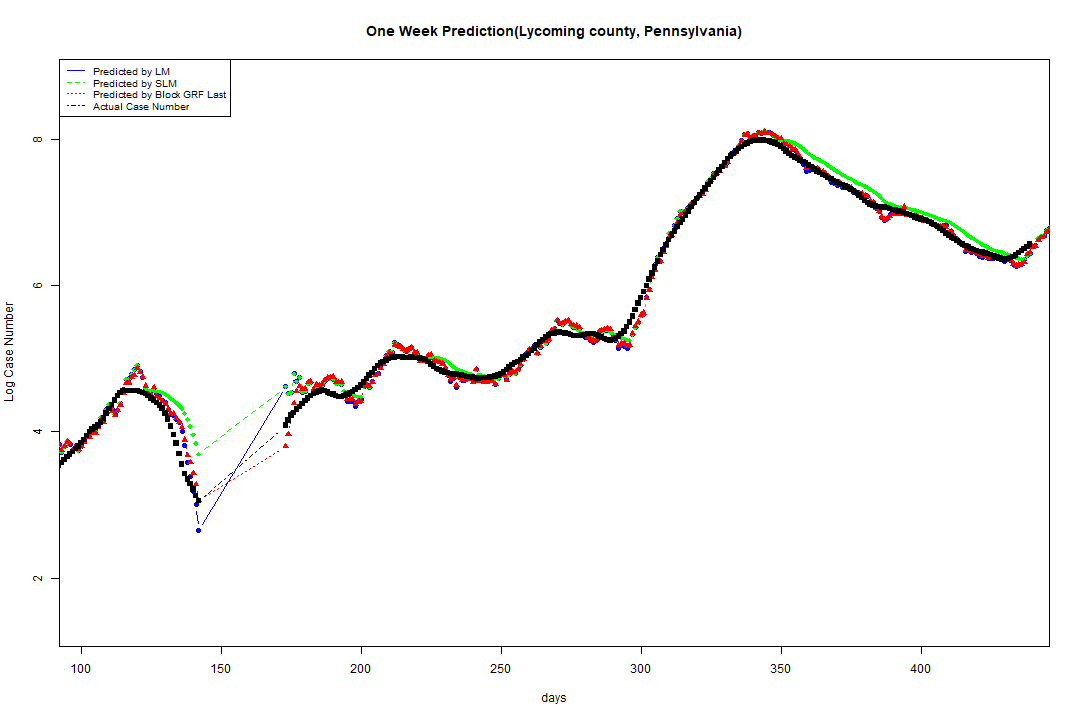 One Week Prediction(Lycoming county, Pennsylvania)
Predicted by LM
Predicted by SLM
Predicted by Block GRF Last
Actual Case Number
8
6
4
2
Log Case Number
100 150 200 250 300 350 400
days